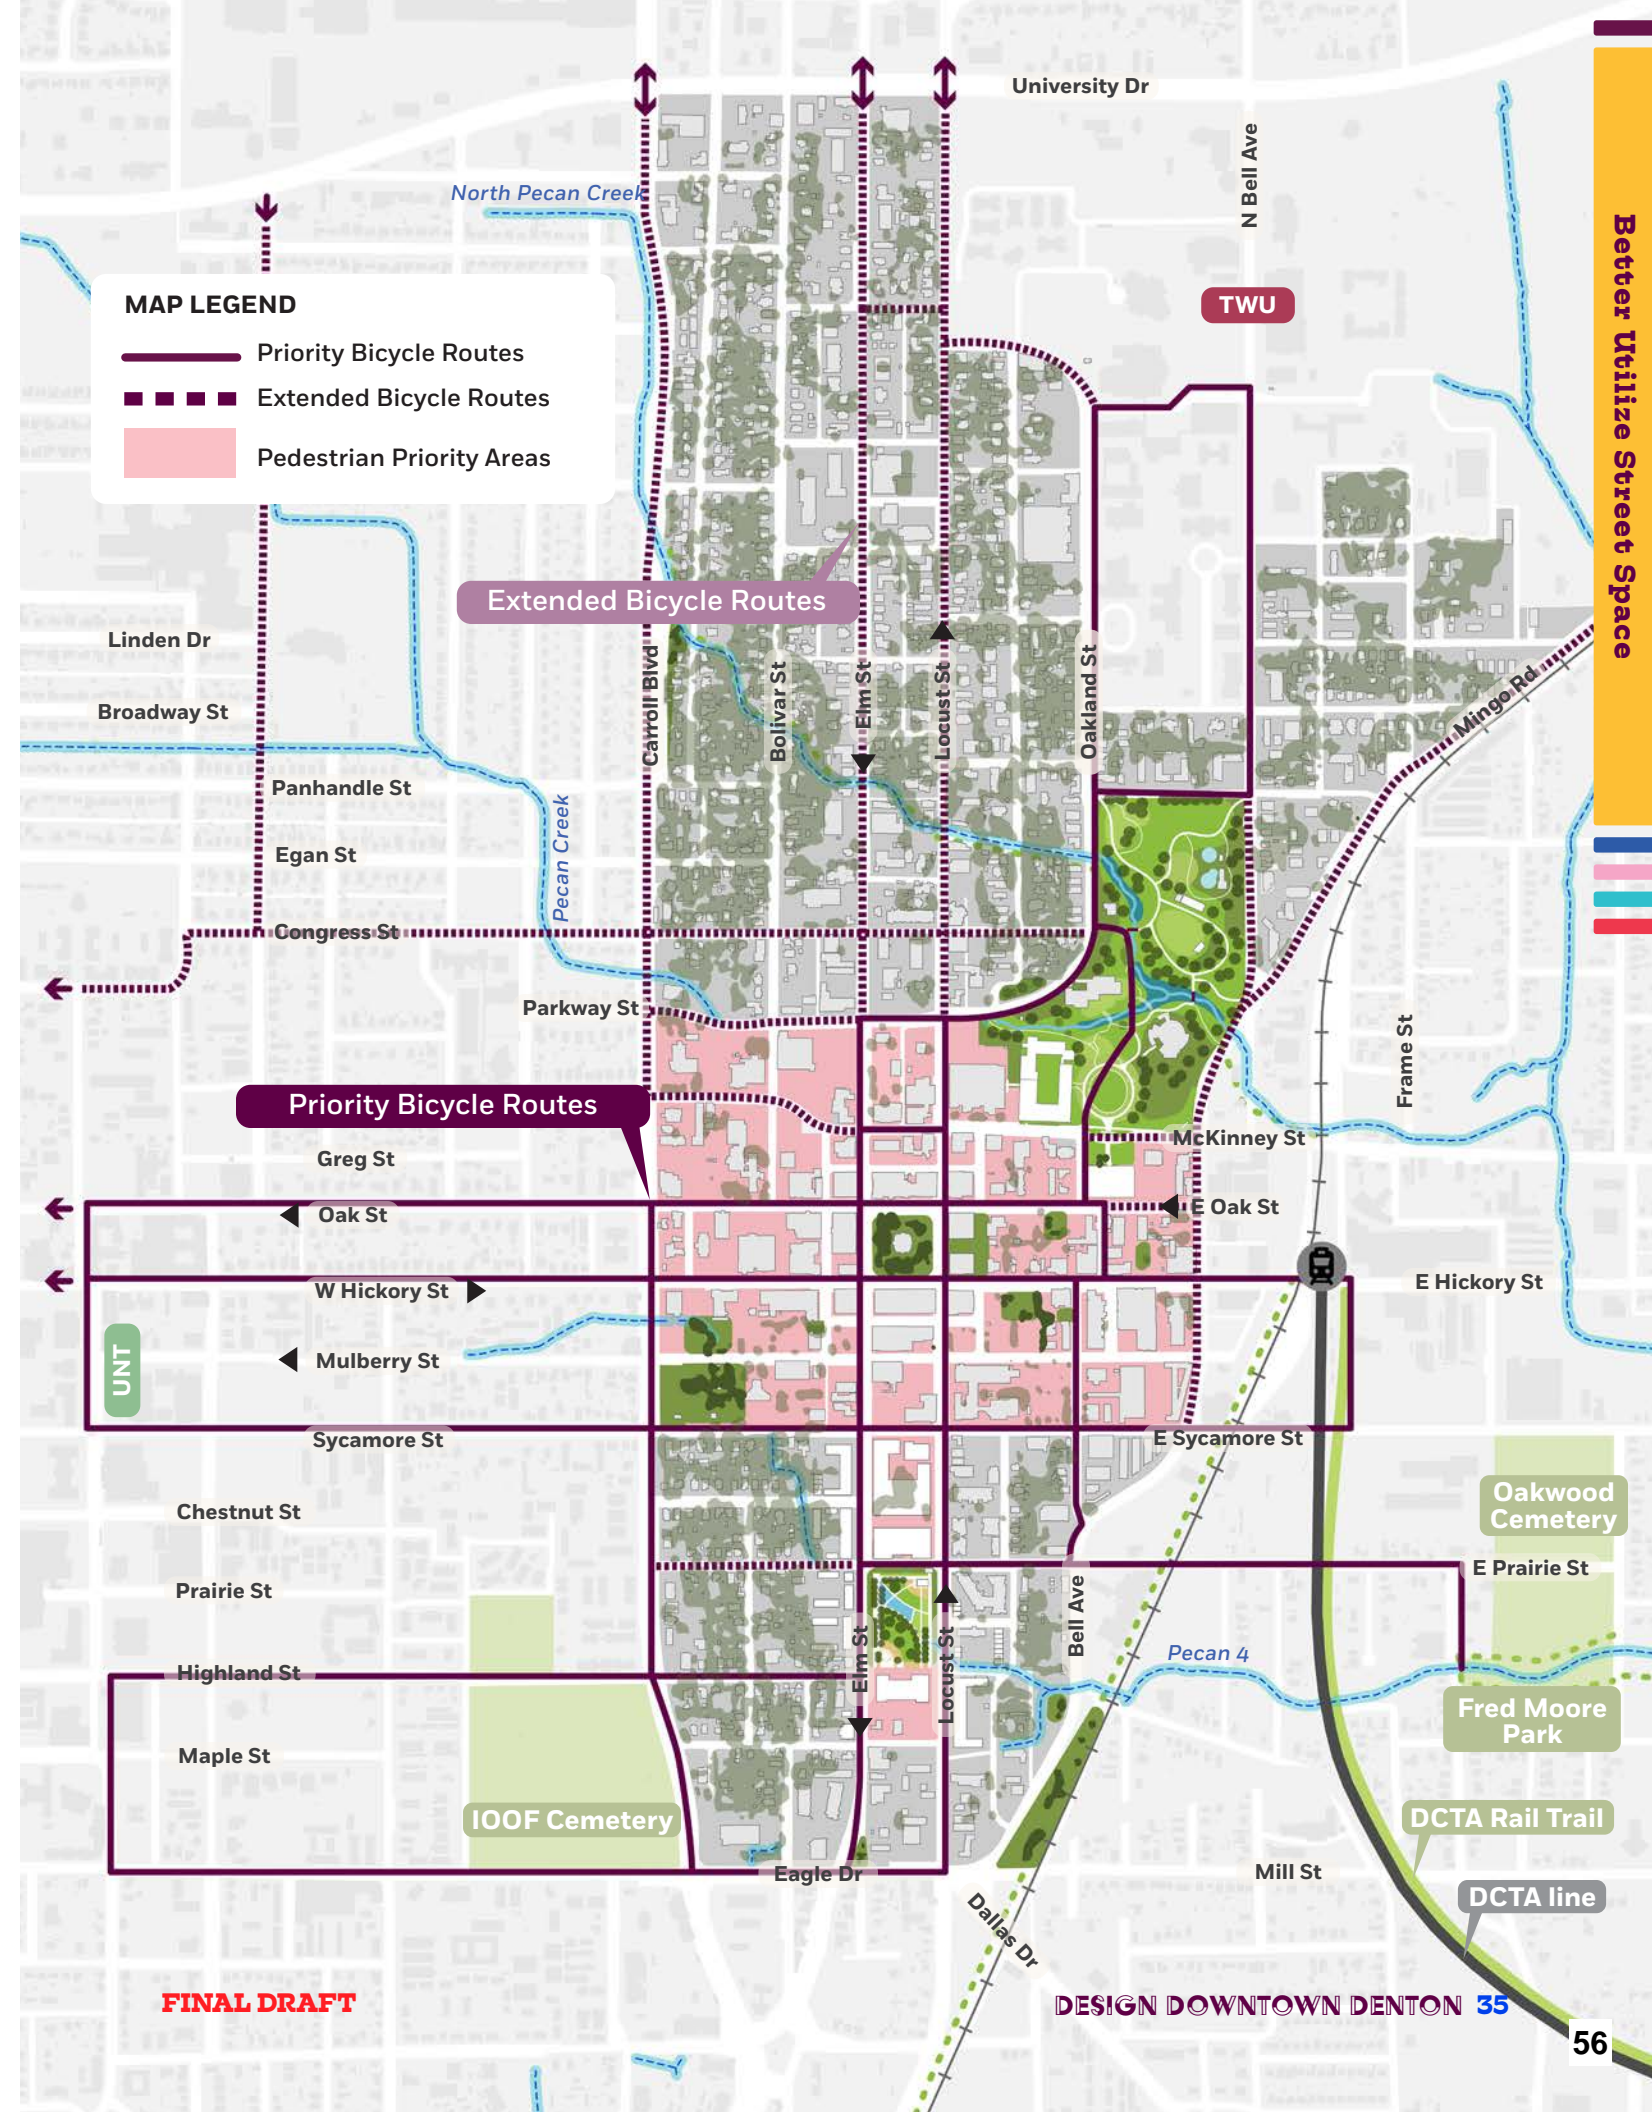 University Dr
N Bell Ave
North Pecan Creek
Better Utilize Street Space
MAP LEGEND
Priority Bicycle Routes
Extended Bicycle Routes
Pedestrian Priority Areas
TWU
Extended Bicycle Routes
Linden Dr
Broadway St
Carroll Blvd
Bolivar St
Elm St
Locust St
Oakland St
Mingo Rd
Panhandle St
Egan St
Pecan Creek
Congress St
Parkway St
Frame St
Priority Bicycle Routes
McKinney St
Greg St
Oak St
E Oak St
W Hickory St
E Hickory St
UNT
Mulberry St
Sycamore St
E Sycamore St
Chestnut St
Oakwood
Cemetery
Prairie St
E Prairie St
Bell Ave
Elm St
Locust St
Pecan 4
Highland St
Fred Moore
Park
Maple St
IOOF Cemetery
DCTA Rail Trail
Eagle Dr
Mill St
DCTA line
Dallas Dr
FINAL DRAFT
DESIGN DOWNTOWN DENTON 35
56